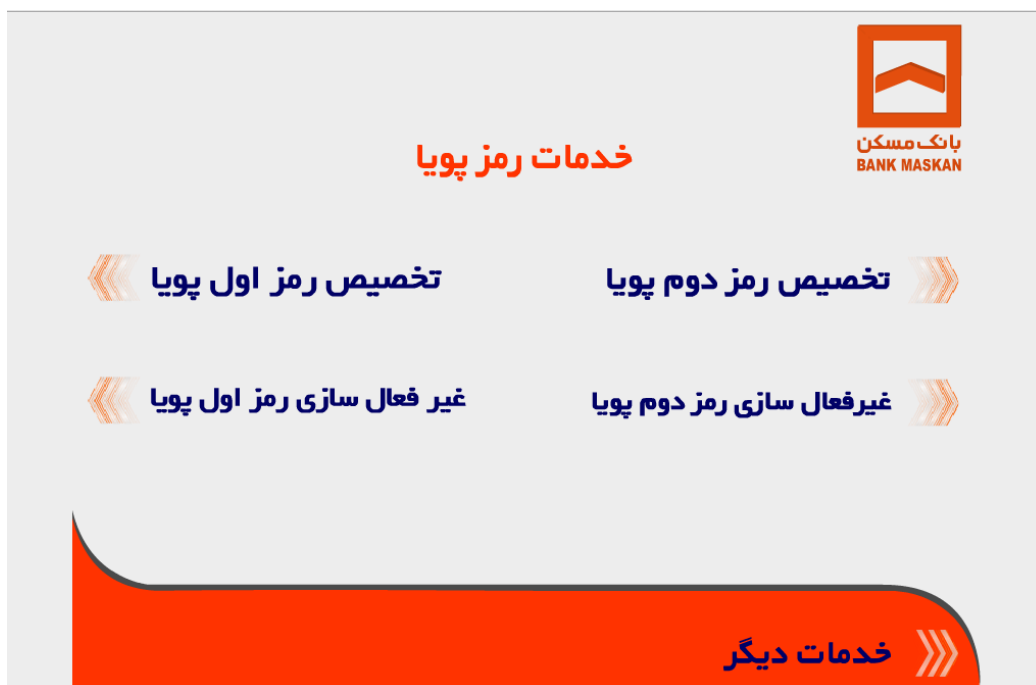 بانک مسکن
BANK MASKAN
خدمات رمز پویا
تخصیص رمز دوم پویا
تخصیص رمز اول پویا
غیرفعال سازی رمز دوم پویا
غیر فعال سازی رمز اول پویا
خدمات دیگر